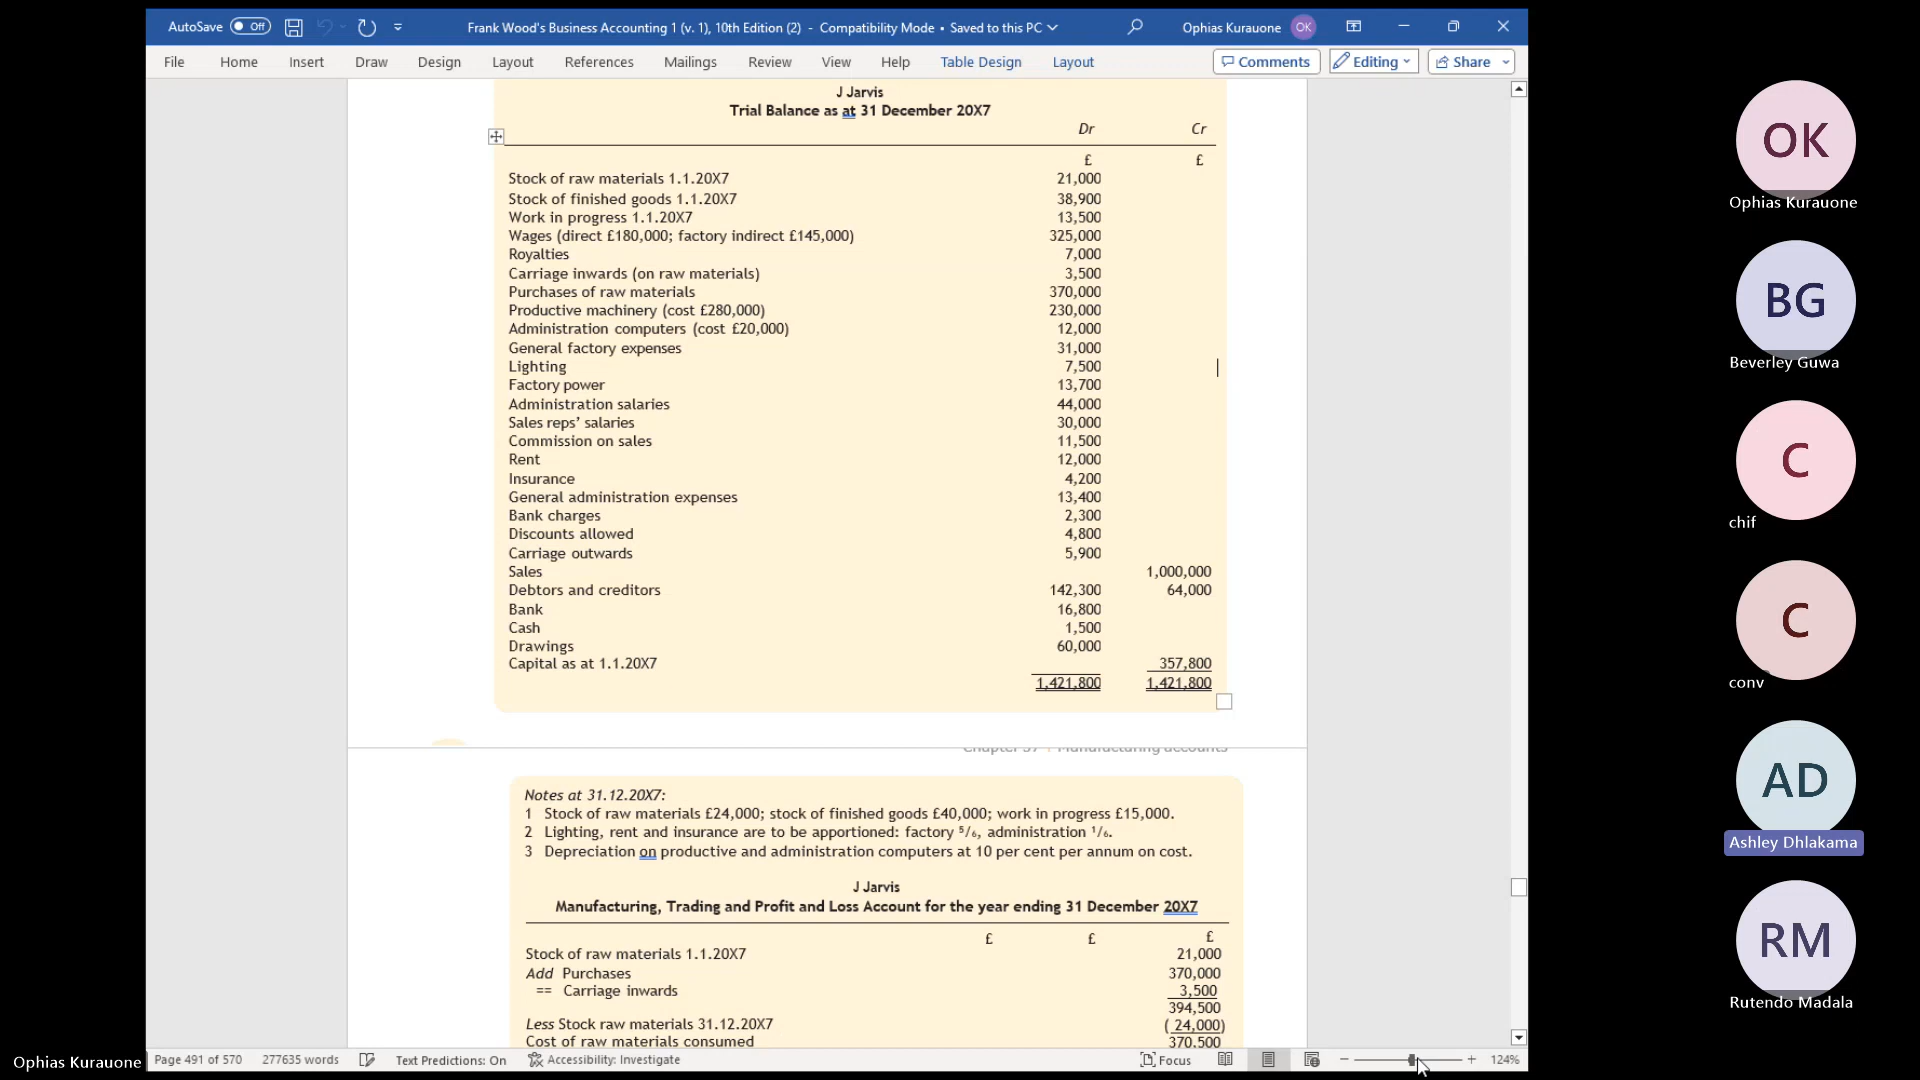 AutoSave Off Frank Wood's Business Accounting 1 (v. 1), 10th Edition (2) - Compatibility Mode • Saved to this PC Ophias Kurauone OK
File Home Insert Draw Design Layout References Mailings Review View Help Table Design Layout Comments Editing Share
J Jarvis
Trial Balance as at 31 December 20X7
Dr Cr
£ £
Stock of raw materials 1.1.20X7 21,000
Stock of finished goods 1.1.20X7 38,900
Work in progress 1.1.20X7 13,500
Wages (direct £180,000; factory indirect £145,000) 325,000
Royalties 7,000
Carriage inwards (on raw materials) 3,500
Purchases of raw materials 370,000
Productive machinery (cost £280,000) 230,000
Administration computers (cost £20,000) 12,000
General factory expenses 31,000
Lighting 7,500
Factory power 13,700
Administration salaries 44,000
Sales reps’ salaries 30,000
Commission on sales 11,500
Rent 12,000
Insurance 4,200
General administration expenses 13,400
Bank charges 2,300
Discounts allowed 4,800
Carriage outwards 5,900
Sales 1,000,000
Debtors and creditors 142,300 64,000
Bank 16,800
Cash 1,500
Drawings 60,000
Capital as at 1.1.20X7 357,800
1,421,800 1,421,800
Chapter 37 Manufacturing accounts
Notes at 31.12.20X7:
1 Stock of raw materials £24,000; stock of finished goods £40,000; work in progress £15,000.
2 Lighting, rent and insurance are to be apportioned: factory 5/6, administration 1/6.
3 Depreciation on productive and administration computers at 10 per cent per annum on cost.
J Jarvis
Manufacturing, Trading and Profit and Loss Account for the year ending 31 December 20X7
£ £ £
Stock of raw materials 1.1.20X7 21,000
Add Purchases 370,000
== Carriage inwards 3,500
394,500
Less Stock raw materials 31.12.20X7 ( 24,000)
Cost of raw materials consumed 370,500
Page 491 of 570 277635 words Text Predictions: On Accessibility: Investigate Focus 124%
Ophias Kurauone
OK
Ophias Kurauone
BG
Beverley Guwa
C
chif
C
conv
AD
Ashley Dhlakama
RM
Rutendo Madala